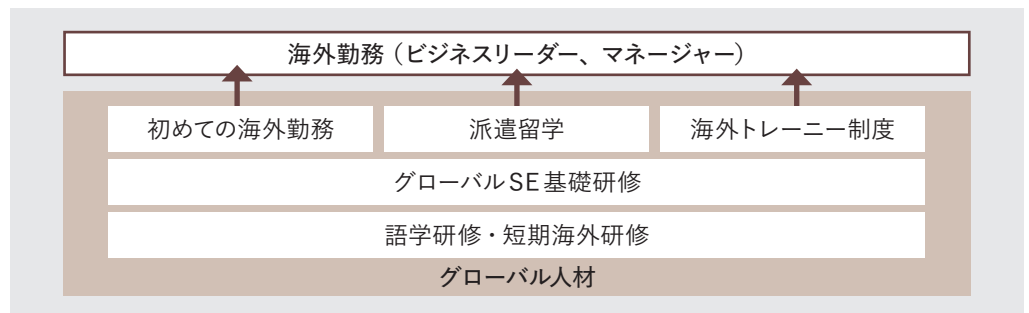 海外勤務（ビジネスリーダー、マネージャー）
初めての海外勤務
派遣留学
海外トレーニー制度
グローバルSE基礎研修
語学研修・短期海外研修
グローバル人材